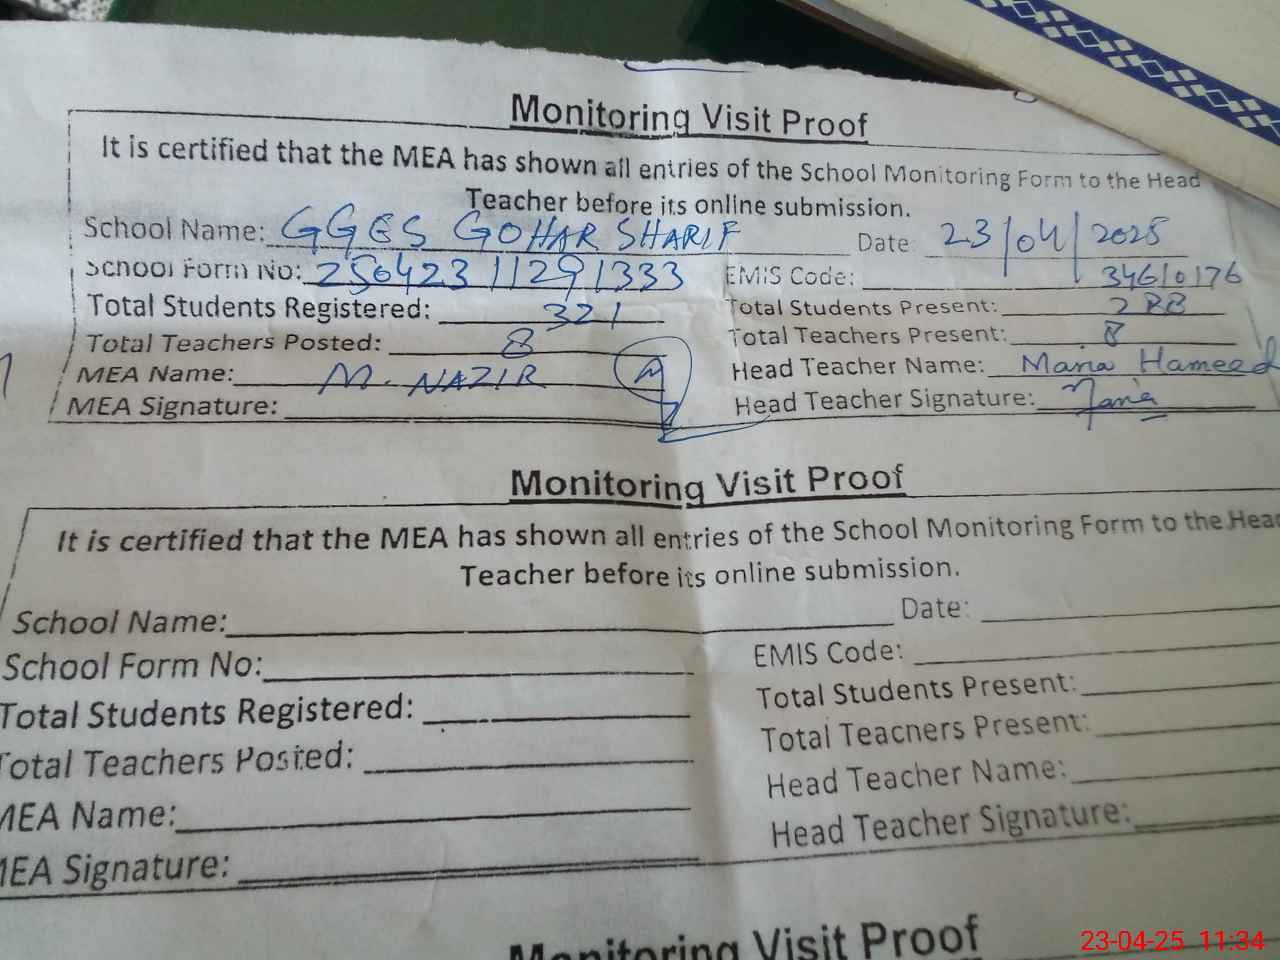 Monitoring Visit Proof
It is certified that the MEA has shown all entries of the School Monitoring Form to the Head
Teacher before its online submission.
School Name: GGES GOHAR SHARIF Date 23/04/2025
School Form No: 25042311291333 EMIS Code: 34610176
Total Students Registered: 321 Total Students Present: 288
Total Teachers Posted: 8 Total Teachers Present: 8
MEA Name: M. NAZIR Head Teacher Name: Maria Hameed
MEA Signature: Head Teacher Signature: Maria
Monitoring Visit Proof
It is certified that the MEA has shown all entries of the School Monitoring Form to the Head
Teacher before its online submission.
School Name: Date:
School Form No: EMIS Code:
Total Students Registered: Total Students Present:
Total Teachers Posted: Total Teachers Present:
MEA Name: Head Teacher Name:
MEA Signature: Head Teacher Signature:
Monitoring Visit Proof
23-04-25 11:34